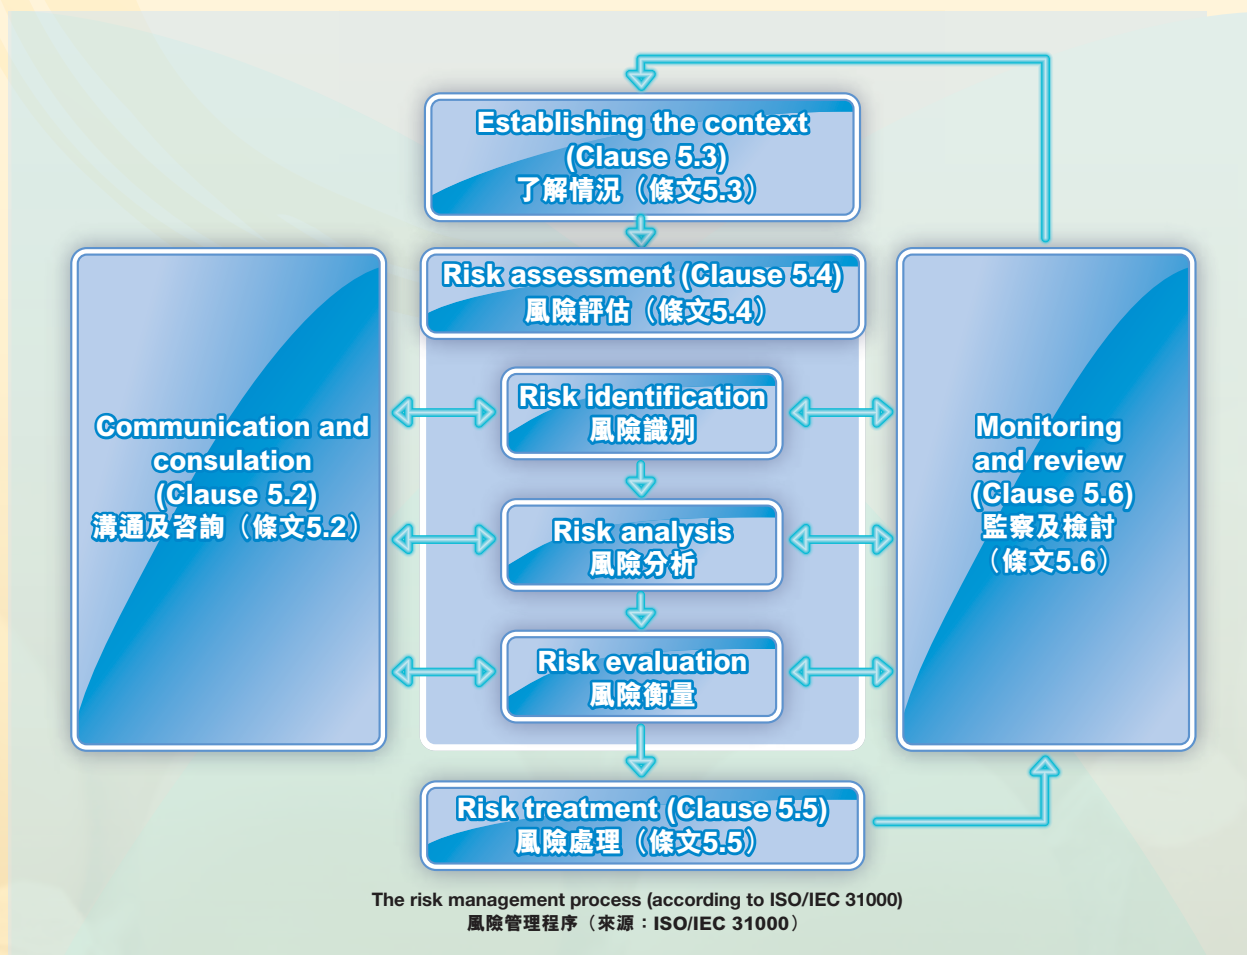 Establishing the context
(Clause 5.3)
了解情況（條文5.3）
Risk assessment (Clause 5.4)
風險評估（條文5.4）
Communication and
consulation
(Clause 5.2)
溝通及咨詢（條文5.2）
Risk identification
風險識別
Risk analysis
風險分析
Risk evaluation
風險衡量
Monitoring
and review
(Clause 5.6)
監察及檢討
（條文5.6）
Risk treatment (Clause 5.5)
風險處理（條文5.5）
The risk management process (according to ISO/IEC 31000)
風險管理程序（來源：ISO/IEC 31000）